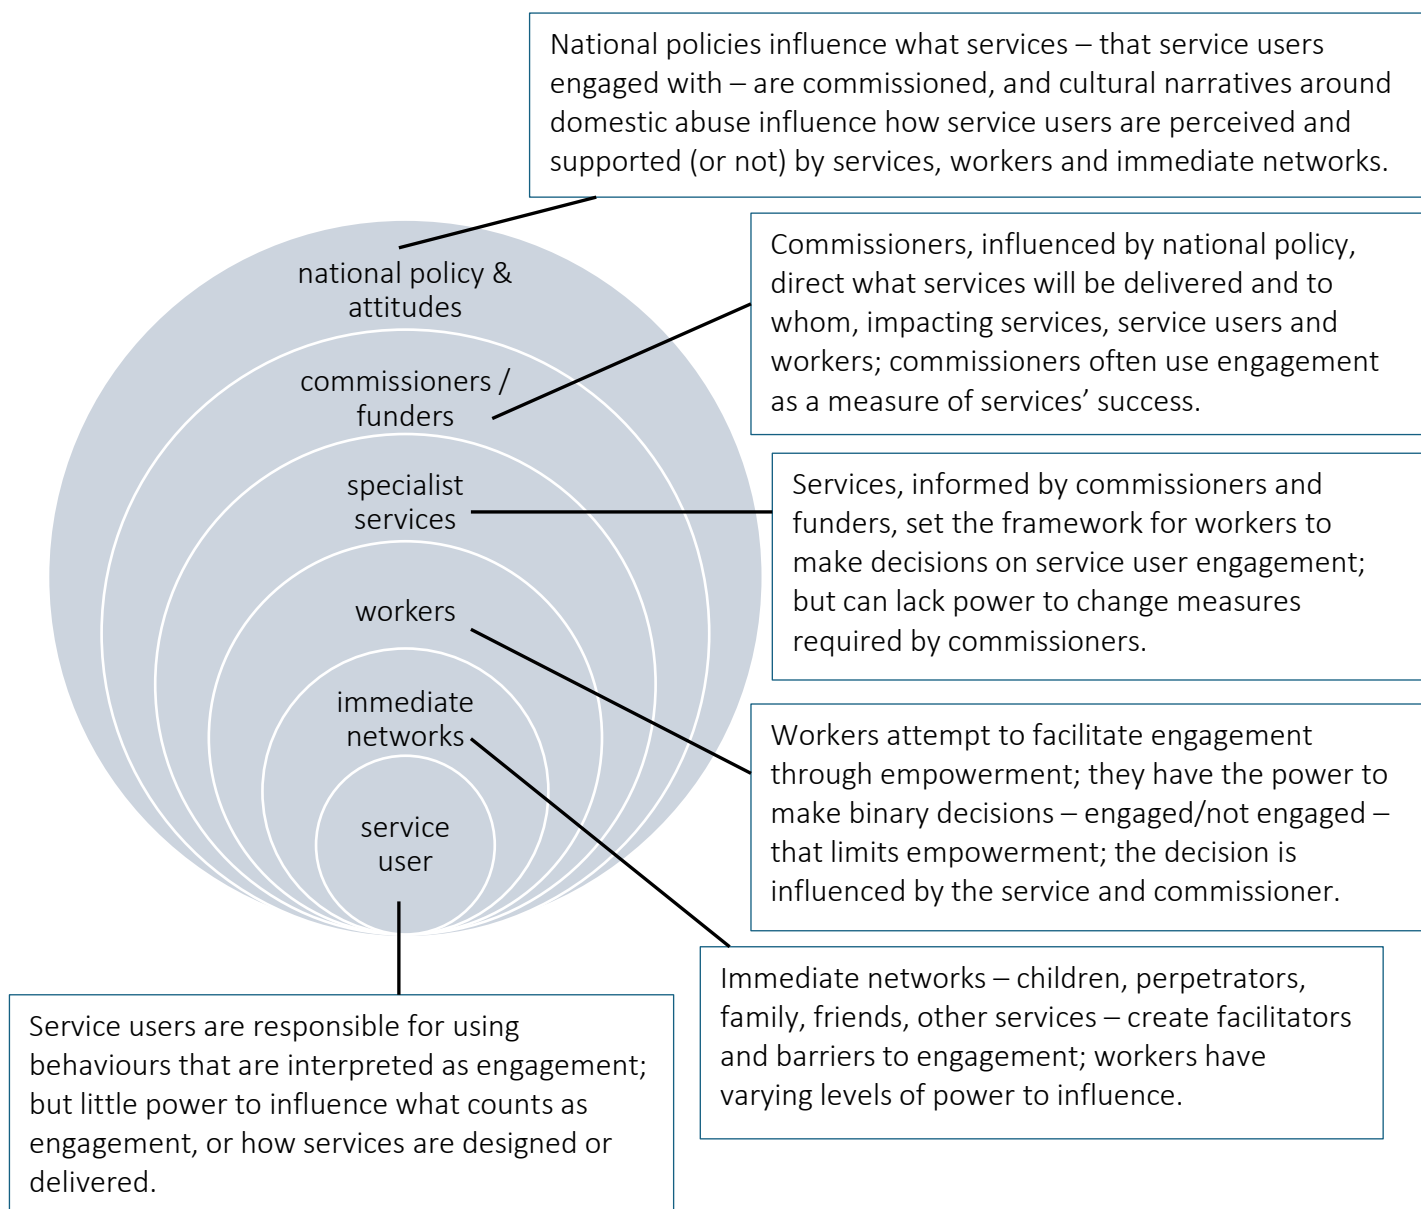 National policies influence what services – that service users
engaged with – are commissioned, and cultural narratives around
domestic abuse influence how service users are perceived and
supported (or not) by services, workers and immediate networks.
national policy &
attitudes
Commissioners, influenced by national policy,
direct what services will be delivered and to
whom, impacting services, service users and
workers; commissioners often use engagement
as a measure of services’ success.
commissioners /
funders
specialist
services
Services, informed by commissioners and
funders, set the framework for workers to
make decisions on service user engagement;
but can lack power to change measures
required by commissioners.
workers
immediate
networks
Workers attempt to facilitate engagement
through empowerment; they have the power to
make binary decisions – engaged/not engaged –
that limits empowerment; the decision is
influenced by the service and commissioner.
service
user
Immediate networks – children, perpetrators,
family, friends, other services – create facilitators
and barriers to engagement; workers have
varying levels of power to influence.
Service users are responsible for using
behaviours that are interpreted as engagement;
but little power to influence what counts as
engagement, or how services are designed or
delivered.